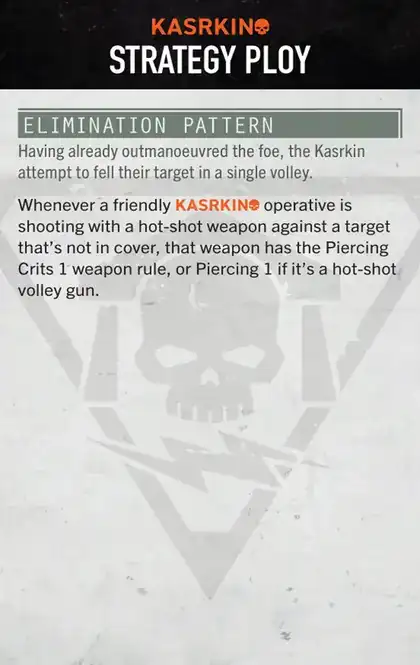 KASRKIN
STRATEGY PLOY
ELIMINATION PATTERN
Having already outmanoeuvred the foe, the Kasrkin
attempt to fell their target in a single volley.
Whenever a friendly KASRKIN operative is
shooting with a hot-shot weapon against a target
that’s not in cover, that weapon has the Piercing
Crits 1 weapon rule, or Piercing 1 if it’s a hot-shot
volley gun.